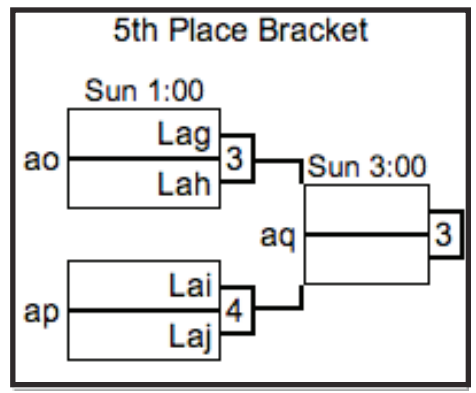 5th Place Bracket
Sun 1:00
Lag
ao
3
Lah
Sun 3:00
aq
3
Lai
ap
4
Laj